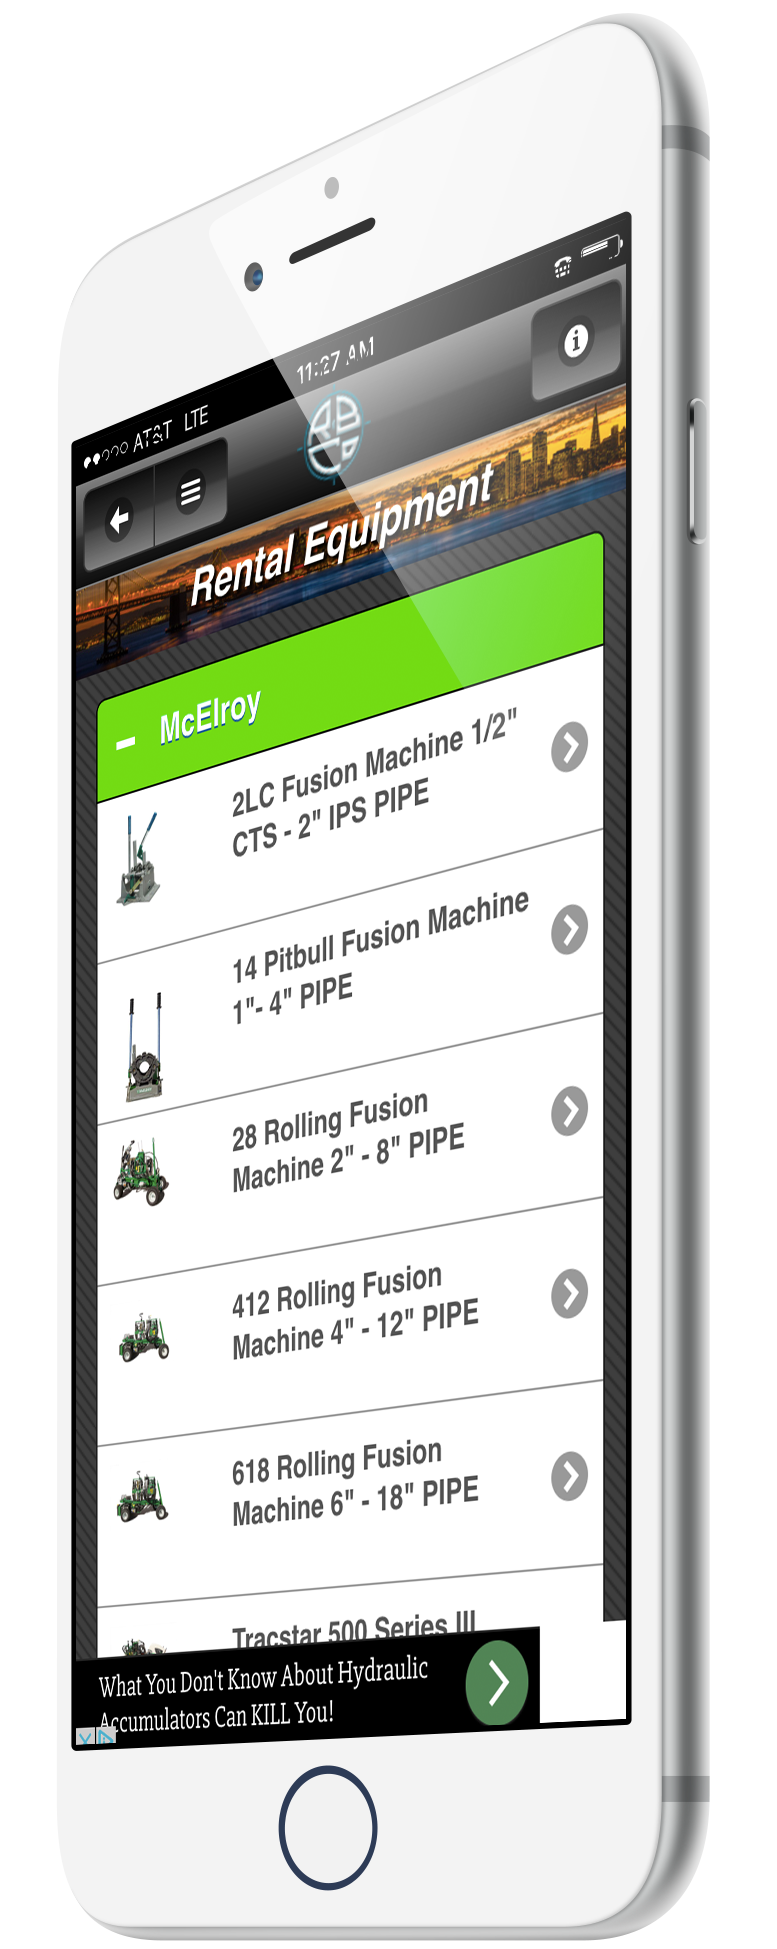 AT&T LTE
11:27 AM
RBCP
Rental Equipment
McElroy
2LC Fusion Machine 1/2"
CTS - 2" IPS PIPE
14 Pitbull Fusion Machine
1"- 4" PIPE
28 Rolling Fusion
Machine 2" - 8" PIPE
412 Rolling Fusion
Machine 4" - 12" PIPE
618 Rolling Fusion
Machine 6" - 18" PIPE
Tracstar 500 Series III
What You Don't Know About Hydraulic
Accumulators Can KILL You!